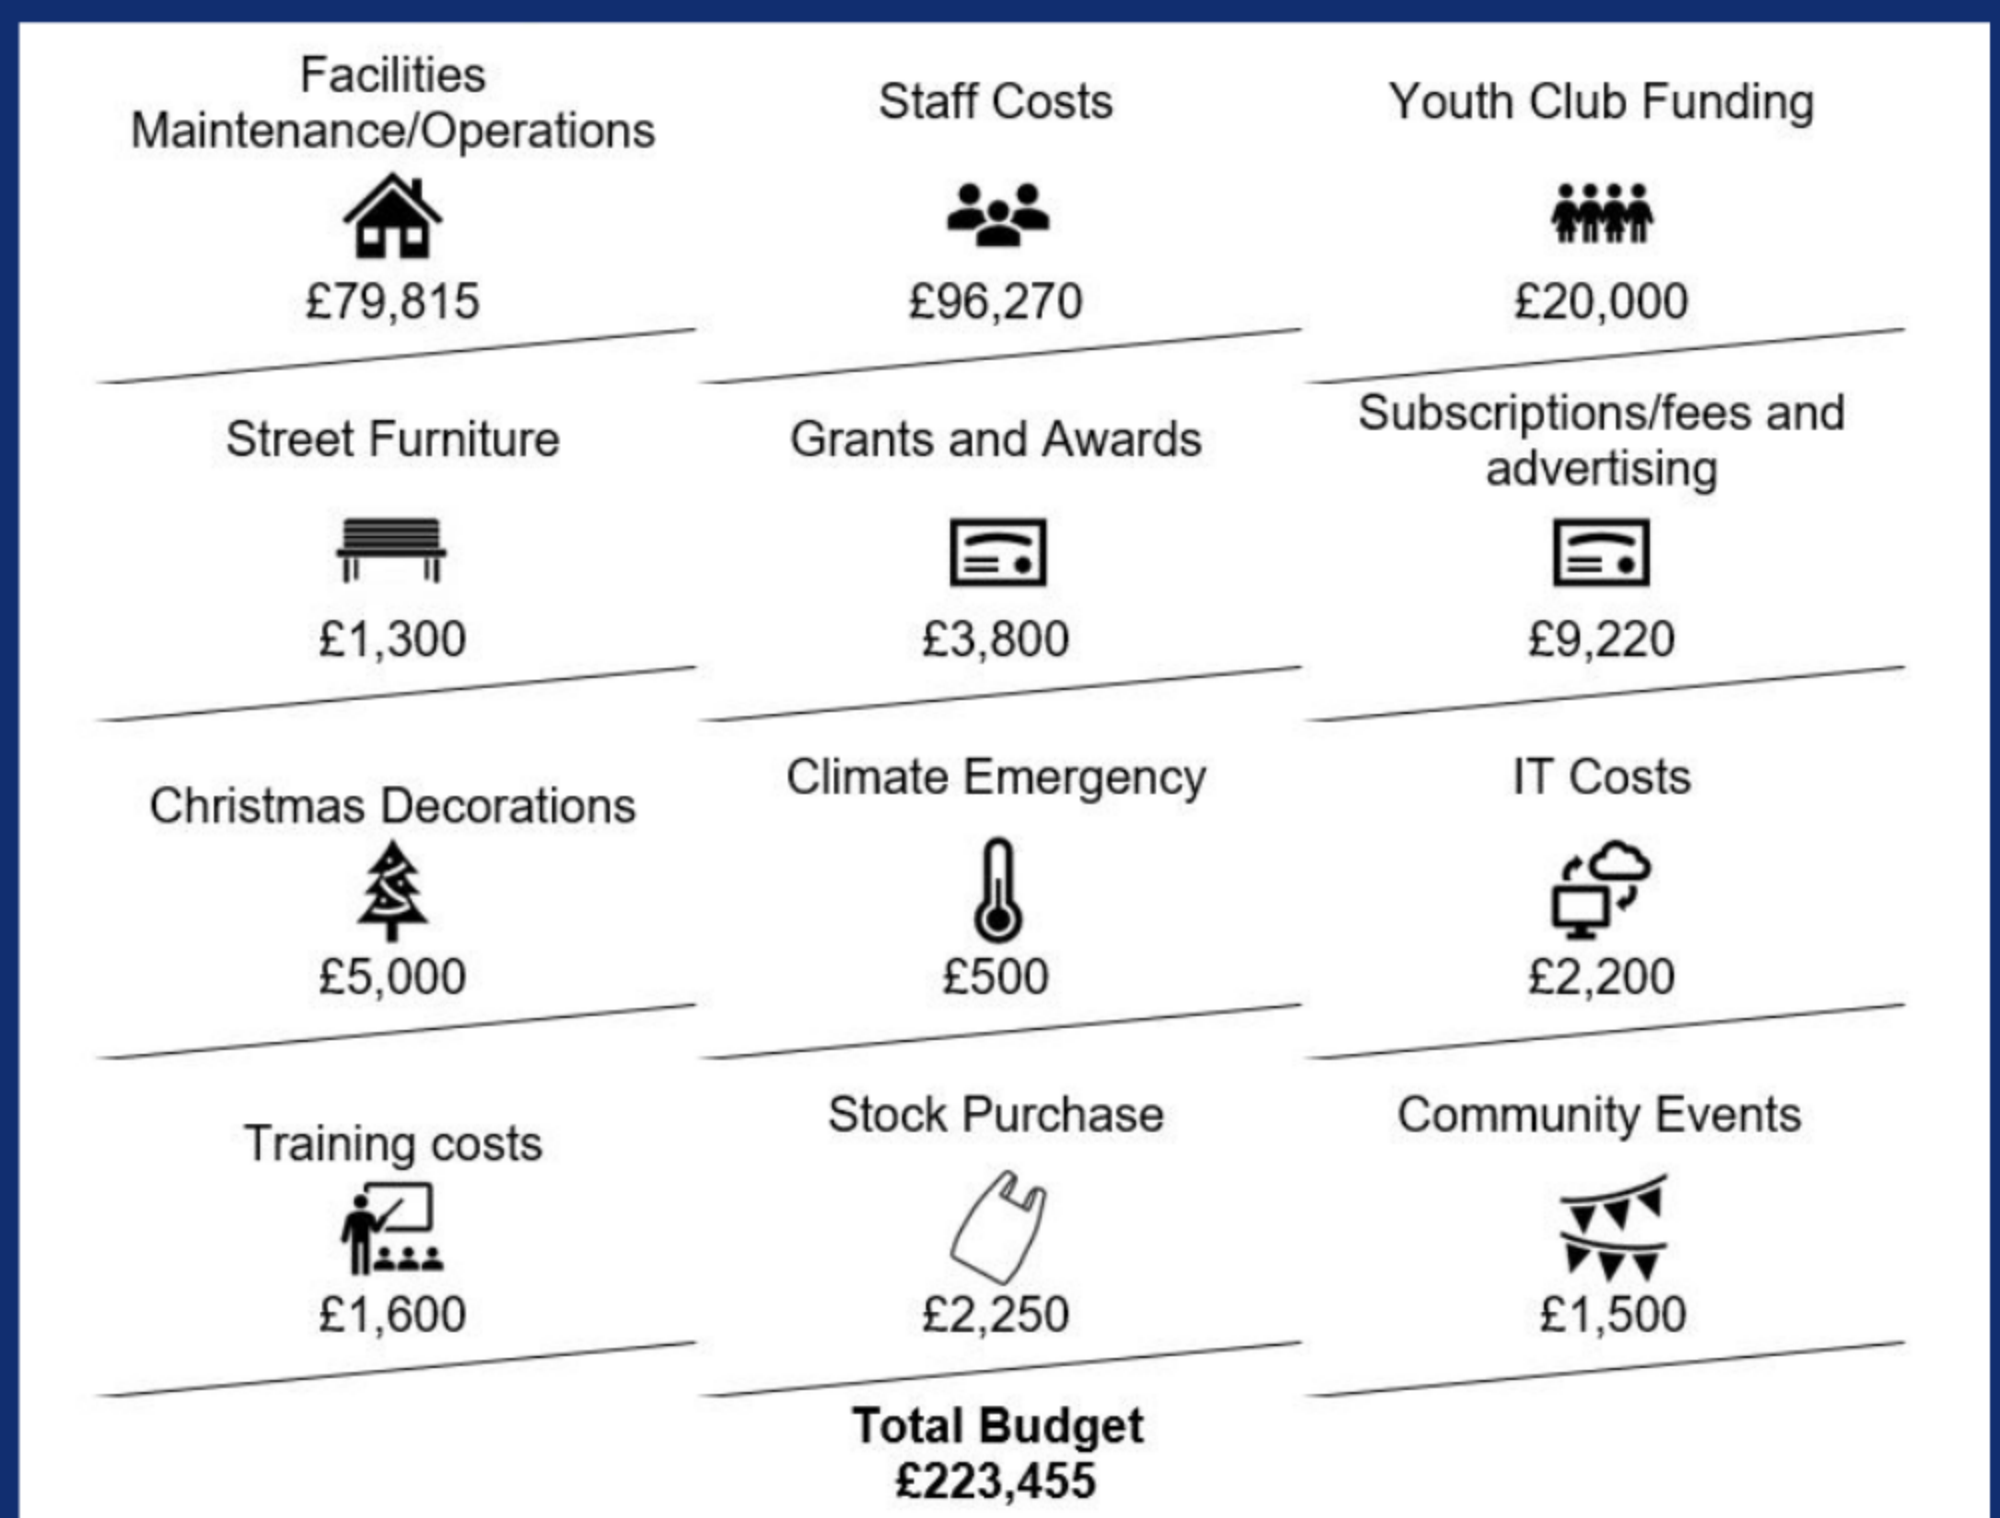 Facilities
Maintenance/Operations
£79,815
Staff Costs
£96,270
Youth Club Funding
£20,000
Street Furniture
£1,300
Grants and Awards
£3,800
Subscriptions/fees and
advertising
£9,220
Christmas Decorations
£5,000
Climate Emergency
£500
IT Costs
£2,200
Training costs
£1,600
Stock Purchase
£2,250
Community Events
£1,500
Total Budget
£223,455